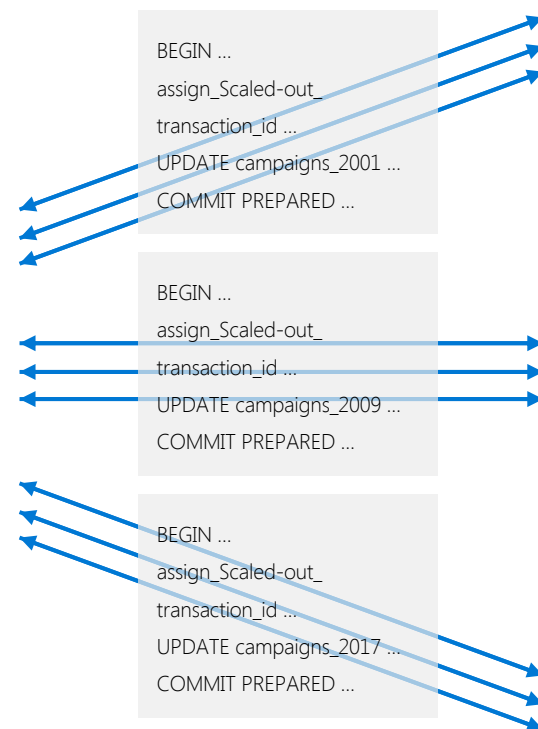 BEGIN …
assign_Scaled-out_
transaction_id …
UPDATE campaigns_2001 …
COMMIT PREPARED …
BEGIN …
assign_Scaled-out_
transaction_id …
UPDATE campaigns_2009 …
COMMIT PREPARED …
BEGIN …
assign_Scaled-out_
transaction_id …
UPDATE campaigns_2017 …
COMMIT PREPARED …